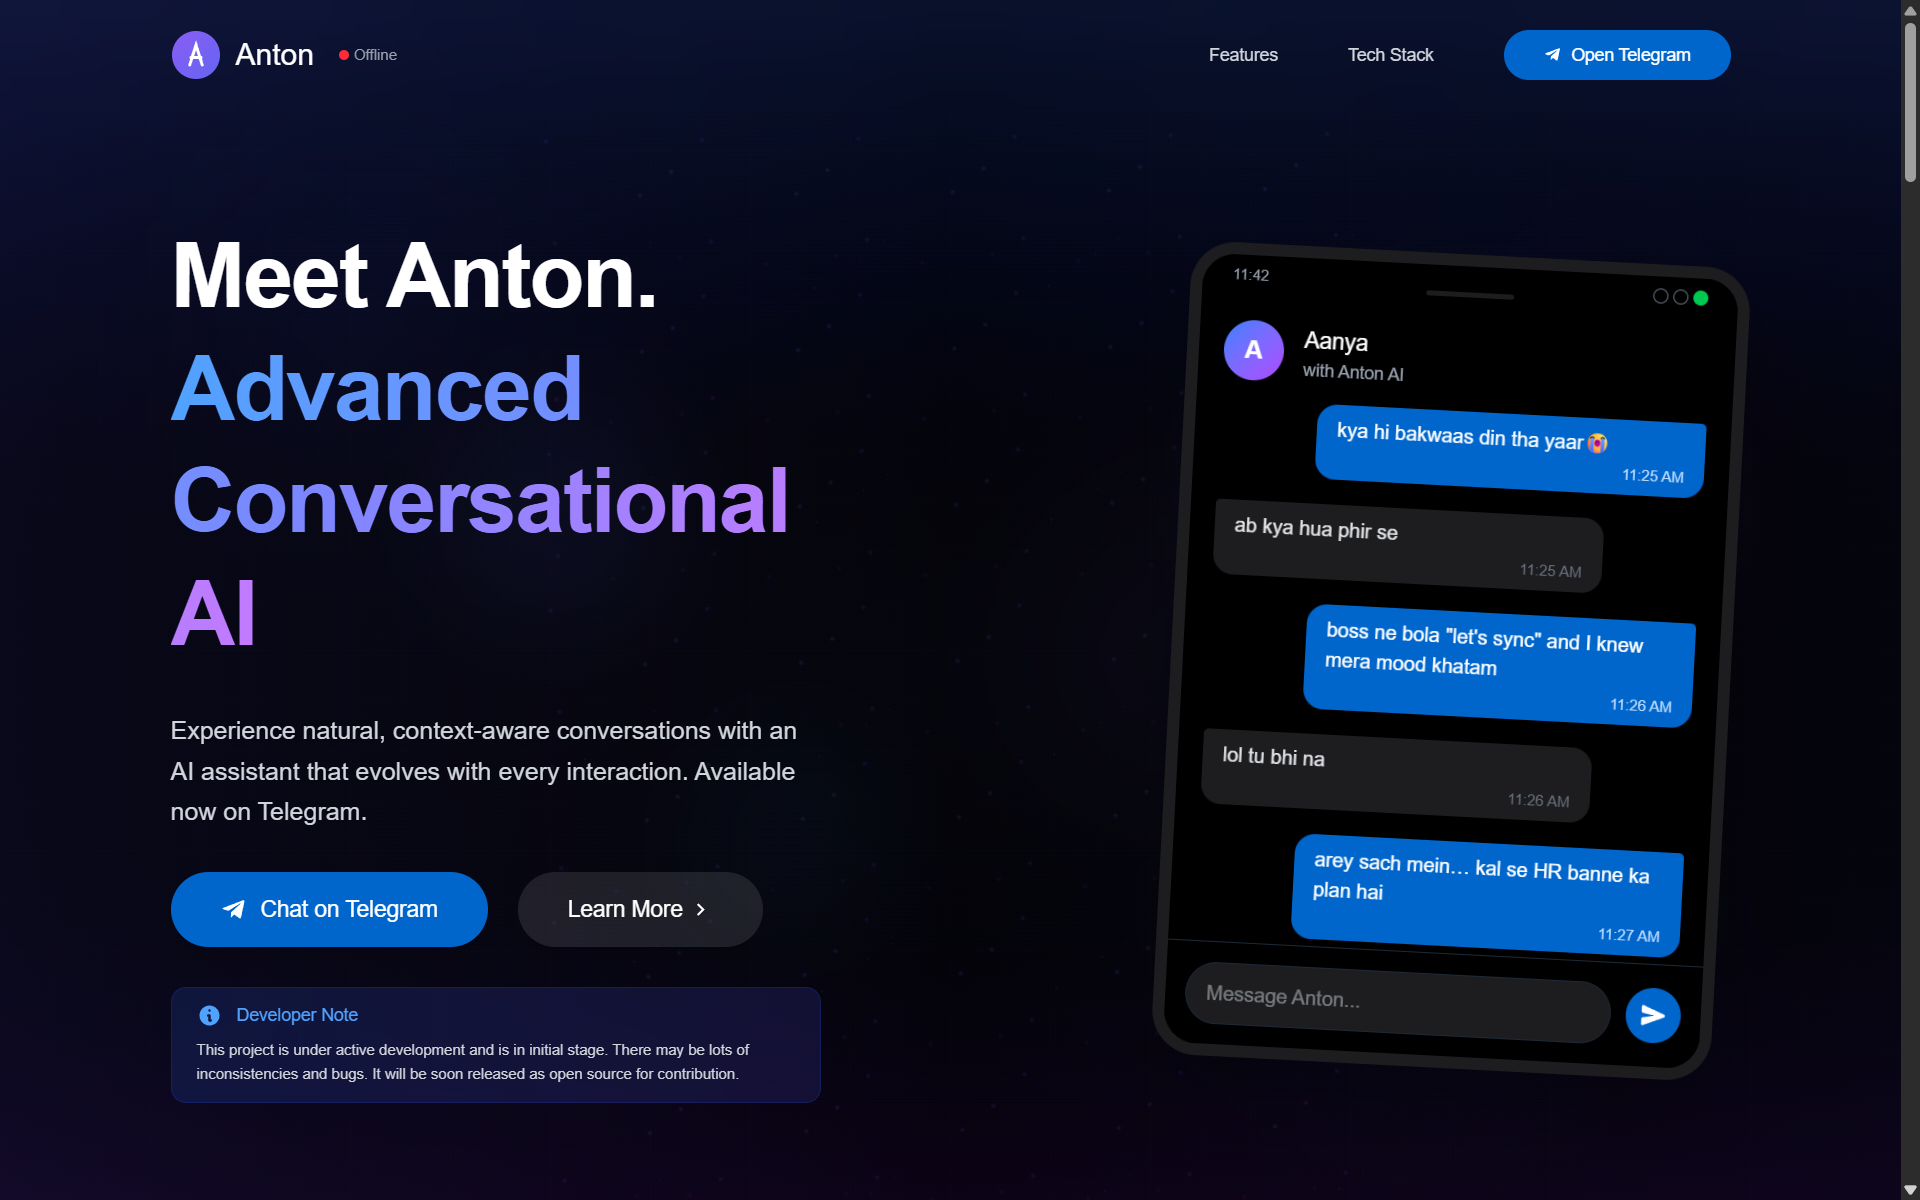 Anton
Offline
Features
Tech Stack
Open Telegram
Meet Anton.
Advanced
Conversational
AI
Experience natural, context-aware conversations with an
AI assistant that evolves with every interaction. Available
now on Telegram.
Chat on Telegram
Learn More
Developer Note
This project is under active development and is in initial stage. There may be lots of
inconsistencies and bugs. It will be soon released as open source for contribution.
11:42
A
Aanya
with Anton AI
kya hi bakwaas din tha yaar😭
11:25 AM
ab kya hua phir se
11:25 AM
boss ne bola "let's sync" and I knew
mera mood khatam
11:26 AM
lol tu bhi na
11:26 AM
arey sach mein… kal se HR banne ka
plan hai
11:27 AM
Message Anton...